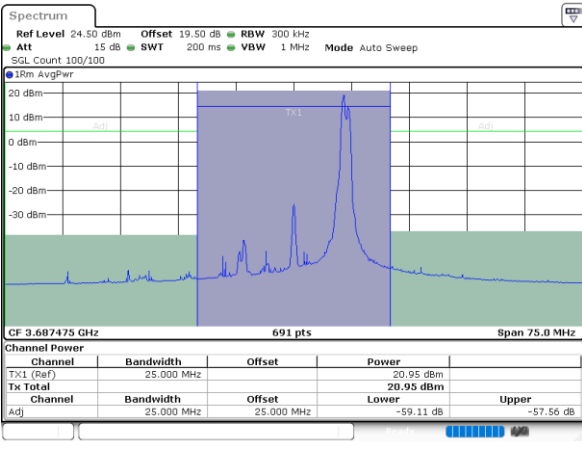 Spectrum
Ref Level 24.50 dBm Offset 19.50 dB RBW 300 kHz
Att 15 dB SWT 200 ms VBW 1 MHz Mode Auto Sweep
SGL Count 100/100
1Rm AvgPwr
20 dBm
TX1
10 dBm
Adj Adj
0 dBm
-10 dBm
-20 dBm
-30 dBm
CF 3.687475 GHz 691 pts Span 75.0 MHz
Channel Power
Channel Bandwidth Offset Power
TX1 (Ref) 25.000 MHz 20.95 dBm
Tx Total 20.95 dBm
Channel Bandwidth Offset Lower Upper
Adj 25.000 MHz 25.000 MHz -59.11 dB -57.56 dB
Ready